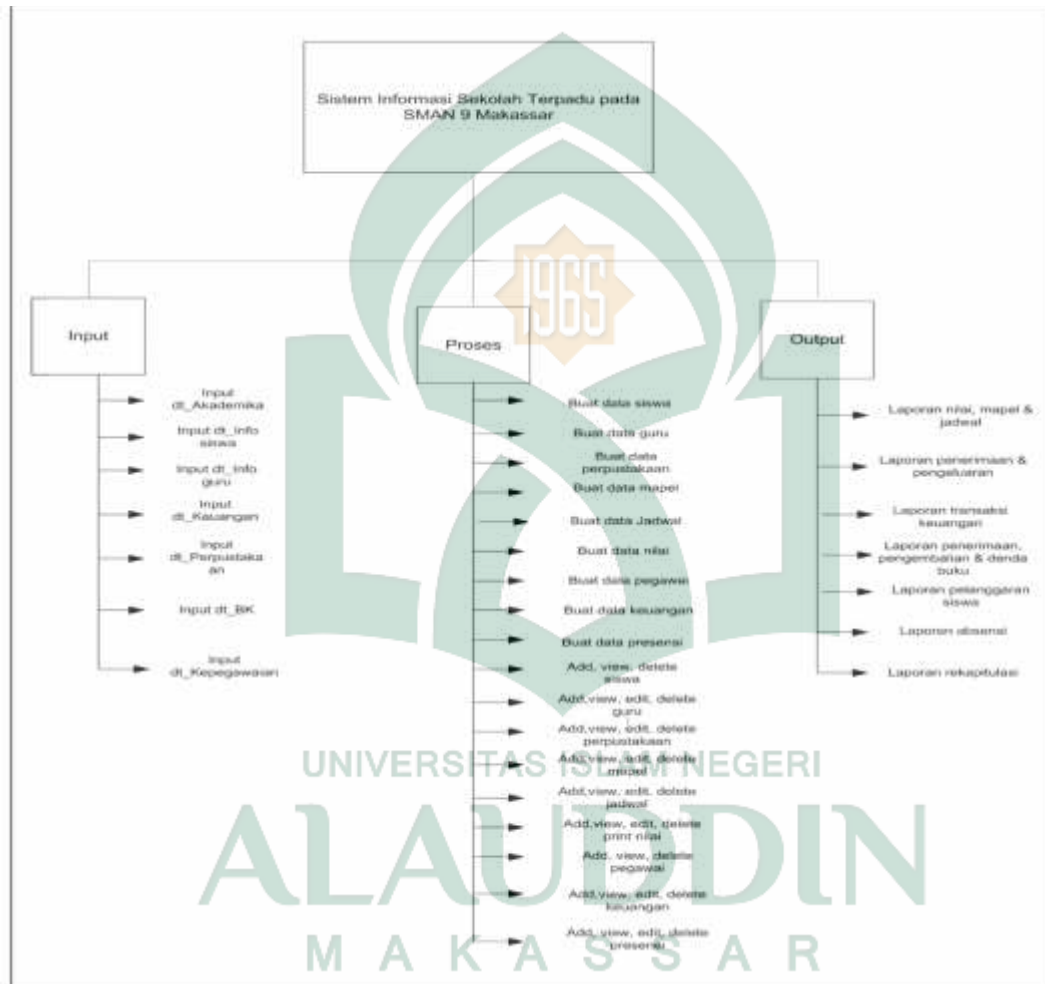 Sistem Informasi Sekolah Terpadu pada
SMAN 9 Makassar
1965
Input
Input
dt_Akademika
Input dt_Info
siswa
Input dt_Info
guru
Input
dt_Keuangan
Input
dt_Perpustaka
an
Input dt_BK
Input
dt_Kepegawaian
Proses
Buat data siswa
Buat data guru
Buat data
perpustakaan
Buat data mapel
Buat data Jadwal
Buat data nilai
Buat data pegawai
Buat data keuangan
Buat data presensi
Add, view, delete
siswa
Add,view, edit, delete
guru
Add,view, edit, delete
perpustakaan
Add,view, edit, delete
mapel
Add,view, edit, delete
jadwal
Add,view, edit, delete
print nilai
Add, view, delete
pegawai
Add,view, edit, delete
keuangan
Add, view, edit, delete
presensi
Output
Laporan nilai, mapel &
jadwal
Laporan penerimaan &
pengeluaran
Laporan transaksi
keuangan
Laporan penerimaan,
pengembalian & denda
buku
Laporan pelanggaran
siswa
Laporan absensi
Laporan rekapitulasi
UNIVERSITAS ISLAM NEGERI
ALAUDDIN
MAKASSAR